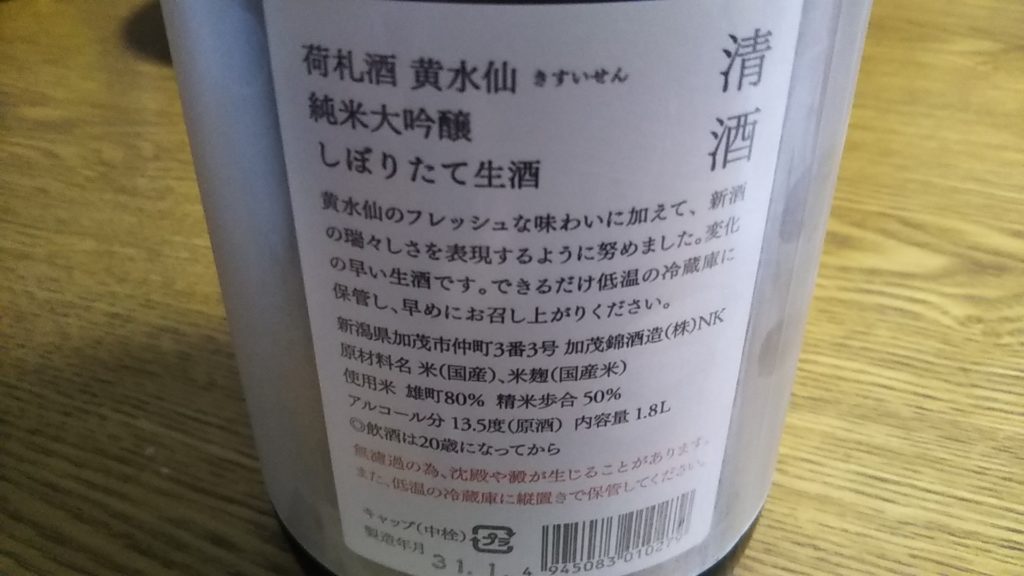 清酒
荷札酒 黄水仙 きすいせん
純米大吟醸
しぼりたて生酒
黄水仙のフレッシュな味わいに加えて、新酒
の瑞々しさを表現するように努めました。変化
の早い生酒です。できるだけ低温の冷蔵庫に
保管し、早めにお召し上がりください。
新潟県加茂市仲町3番3号 加茂錦酒造(株)NK
原材料名 米(国産)、米麹(国産米)
使用米 雄町80% 精米歩合 50%
アルコール分 13.5度(原酒) 内容量 1.8L
◎飲酒は20歳になってから
無濾過の為、沈殿や澱が生じることがあります。
また、低温の冷蔵庫に縦置きで保管してください。
キャップ(中栓) プラ
製造年月 31.1.